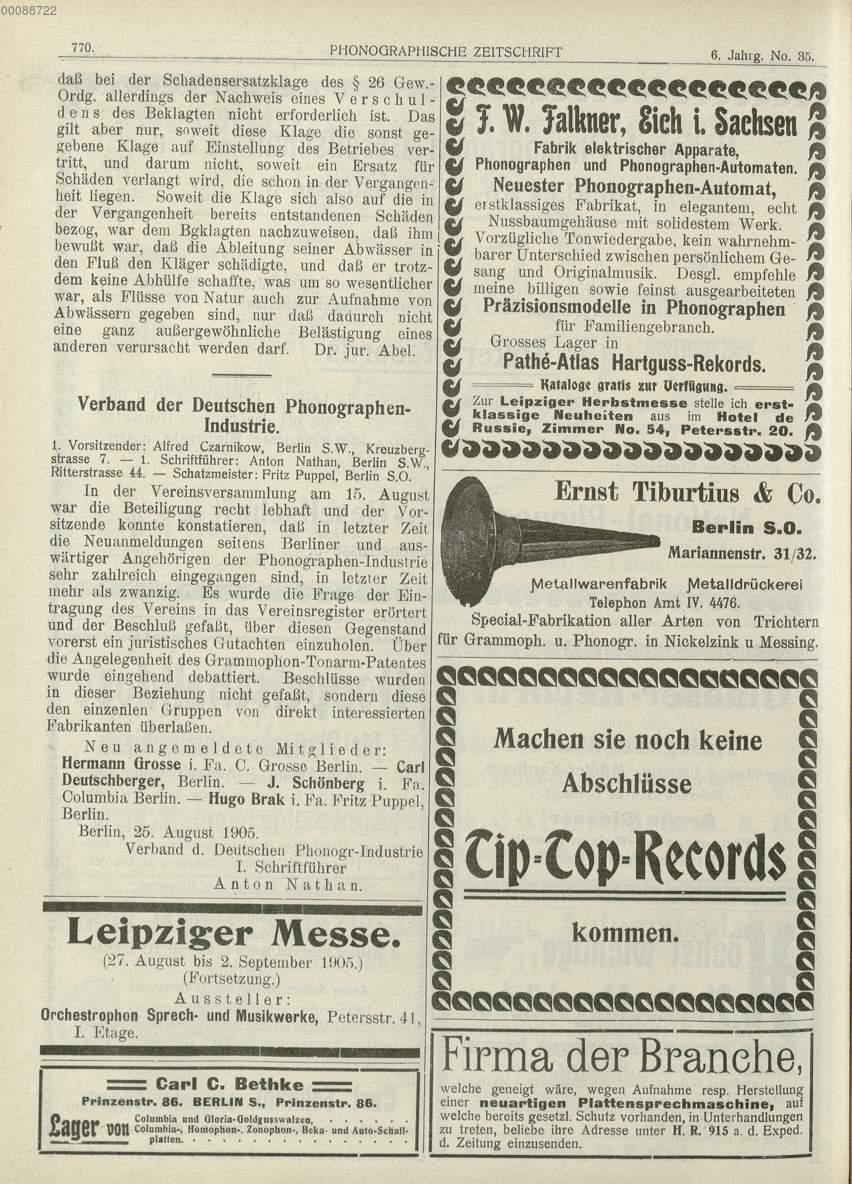 00088722
770.
PHONOGRAPHISCHE ZEITSCHRIFT
6. Jahrg. No. 35.
daß bei der Schadensersatzklage des § 26 Gew.-
Ordg. allerdings der Nachweis eines Verschul-
dens des Beklagten nicht erforderlich ist. Das
gilt aber nur, soweit diese Klage die sonst ge-
gebene Klage auf Einstellung des Betriebes ver-
tritt, und darum nicht, soweit ein Ersatz für
Schäden verlangt wird, die schon in der Vergangen-
heit liegen. Soweit die Klage sich also auf die in
der Vergangenheit bereits entstandenen Schäden
bezog, war dem Bgklagten nachzuweisen, daß ihm
bewußt war, daß die Ableitung seiner Abwässer in
den Fluß den Kläger schädigte, und daß er trotz-
dem keine Abhülfe schaffte, was um so wesentlicher
war, als Flüsse von Natur auch zur Aufnahme von
Abwässern gegeben sind, nur daß dadurch nicht
eine ganz außergewöhnliche Belästigung eines
anderen verursacht werden darf. Dr. jur. Abel.
Verband der Deutschen Phonographen-
Industrie.
1. Vorsitzender: Alfred Czarnikow, Berlin S.W., Kreuzberg-
strasse 7. — 1. Schriftführer: Anton Nathan, Berlin S.W.,
Ritterstrasse 44. — Schatzmeister: Fritz Puppel, Berlin S.O.
In der Vereinsversammlung am 15. August
war die Beteiligung recht lebhaft und der Vor-
sitzende konnte konstatieren, daß in letzter Zeit
die Neuanmeldungen seitens Berliner und aus-
wärtiger Angehörigen der Phonographen-Industrie
sehr zahlreich eingegangen sind, in letzter Zeit
mehr als zwanzig. Es wurde die Frage der Ein-
tragung des Vereins in das Vereinsregister erörtert
und der Beschluß gefaßt, über diesen Gegenstand
vorerst ein juristisches Gutachten einzuholen. Über
die Angelegenheit des Grammophon-Tonarm-Patentes
wurde eingehend debattiert. Beschlüsse wurden
in dieser Beziehung nicht gefaßt, sondern diese
den einzenlen Gruppen von direkt interessierten
Fabrikanten überlaßen.
Neu angemeldete Mitglieder:
Hermann Grosse i. Fa. C. Grosse Berlin. — Carl
Deutschberger, Berlin. — J. Schönberg i. Fa.
Columbia Berlin. — Hugo Brak i. Fa. Fritz Puppel,
Berlin.
Berlin, 25. August 1905.
Verband d. Deutschen Phonogr-Industrie
I. Schriftführer
Anton Nathan.
Leipziger Messe.
(27. August bis 2. September 1905.)
(Fortsetzung.)
Aussteller:
Orchestrophon Sprech- und Musikwerke, Petersstr. 41,
I. Etage.
Carl C. Bethke
Prinzenstr. 86. BERLIN S., Prinzenstr. 86.
Lager von
Columbia und Gloria-Goldgusswalzen,
Columbia-, Homophon-, Zonophon-, Beka- und Auto-Schall-
platten.
F. W. Falkner, Eich i. Sachsen
Fabrik elektrischer Apparate,
Phonographen und Phonographen-Automaten.
Neuester Phonographen-Automat,
erstklassiges Fabrikat, in elegantem, echt
Nussbaumgehäuse mit solidestem Werk.
Vorzügliche Tonwiedergabe, kein wahrnehm-
barer Unterschied zwischen persönlichem Ge-
sang und Originalmusik. Desgl. empfehle
meine billigen sowie feinst ausgearbeiteten
Präzisionsmodelle in Phonographen
für Familiengebranch.
Grosses Lager in
Pathé-Atlas Hartguss-Rekords.
Kataloge gratis zur Verfügung.
Zur Leipziger Herbstmesse stelle ich erst-
klassige Neuheiten aus im Hotel de
Russie, Zimmer No. 54, Petersstr. 20.
Ernst Tiburtius & Co.
Berlin S.O.
Mariannenstr. 31/32.
Metallwarenfabrik Metalldrückerei
Telephon Amt IV. 4476.
Special-Fabrikation aller Arten von Trichtern
für Grammoph. u. Phonogr. in Nickelzink u Messing.
Machen sie noch keine
Abschlüsse
Tip-Top-Records
kommen.
Firma der Branche,
welche geneigt wäre, wegen Aufnahme resp. Herstellung
einer neuartigen Plattensprechmaschine, auf
welche bereits gesetzl. Schutz vorhanden, in Unterhandlungen
zu treten, beliebe ihre Adresse unter H. R. 915 a. d. Exped.
d. Zeitung einzusenden.